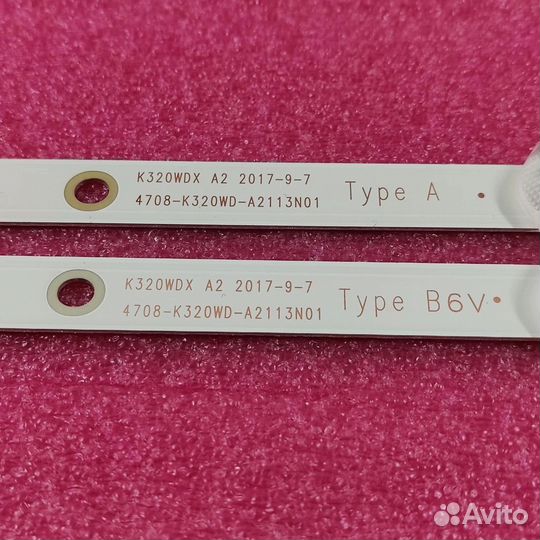 K320WDX A2 2017-9-7
4708-K320WD-A2113N01
Type A
K320WDX A2 2017-9-7
4708-K320WD-A2113N01
Type B6V
Avito